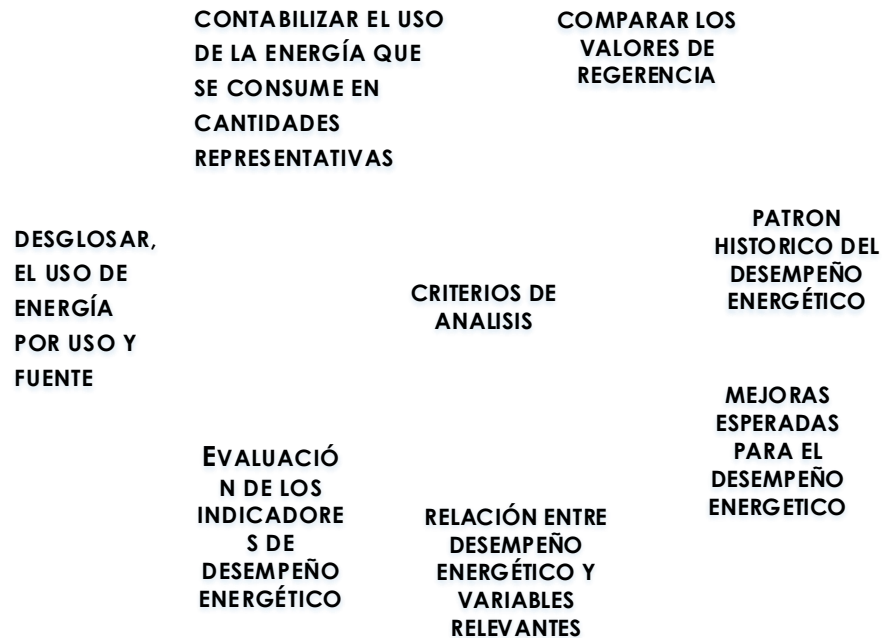 CONTABILIZAR EL USO
DE LA ENERGÍA QUE
SE CONSUME EN
CANTIDADES
REPRESENTATIVAS
COMPARAR LOS
VALORES DE
REGERENCIA
DESGLOSAR,
EL USO DE
ENERGÍA
POR USO Y
FUENTE
CRITERIOS DE
ANALISIS
PATRON
HISTORICO DEL
DESEMPEÑO
ENERGÉTICO
MEJORAS
ESPERADAS
PARA EL
DESEMPEÑO
ENERGETICO
EVALUACIÓ
N DE LOS
INDICADORE
S DE
DESEMPEÑO
ENERGÉTICO
RELACIÓN ENTRE
DESEMPEÑO
ENERGÉTICO Y
VARIABLES
RELEVANTES